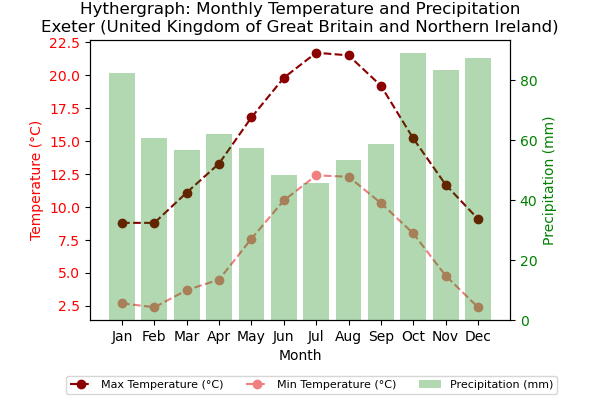 Hythergraph: Monthly Temperature and Precipitation
Exeter (United Kingdom of Great Britain and Northern Ireland)
22.5
20.0
17.5
15.0
12.5
10.0
7.5
5.0
2.5
Temperature (°C)
80
60
40
20
0
Precipitation (mm)
Jan Feb Mar Apr May Jun Jul Aug Sep Oct Nov Dec
Month
Max Temperature (°C) Min Temperature (°C) Precipitation (mm)